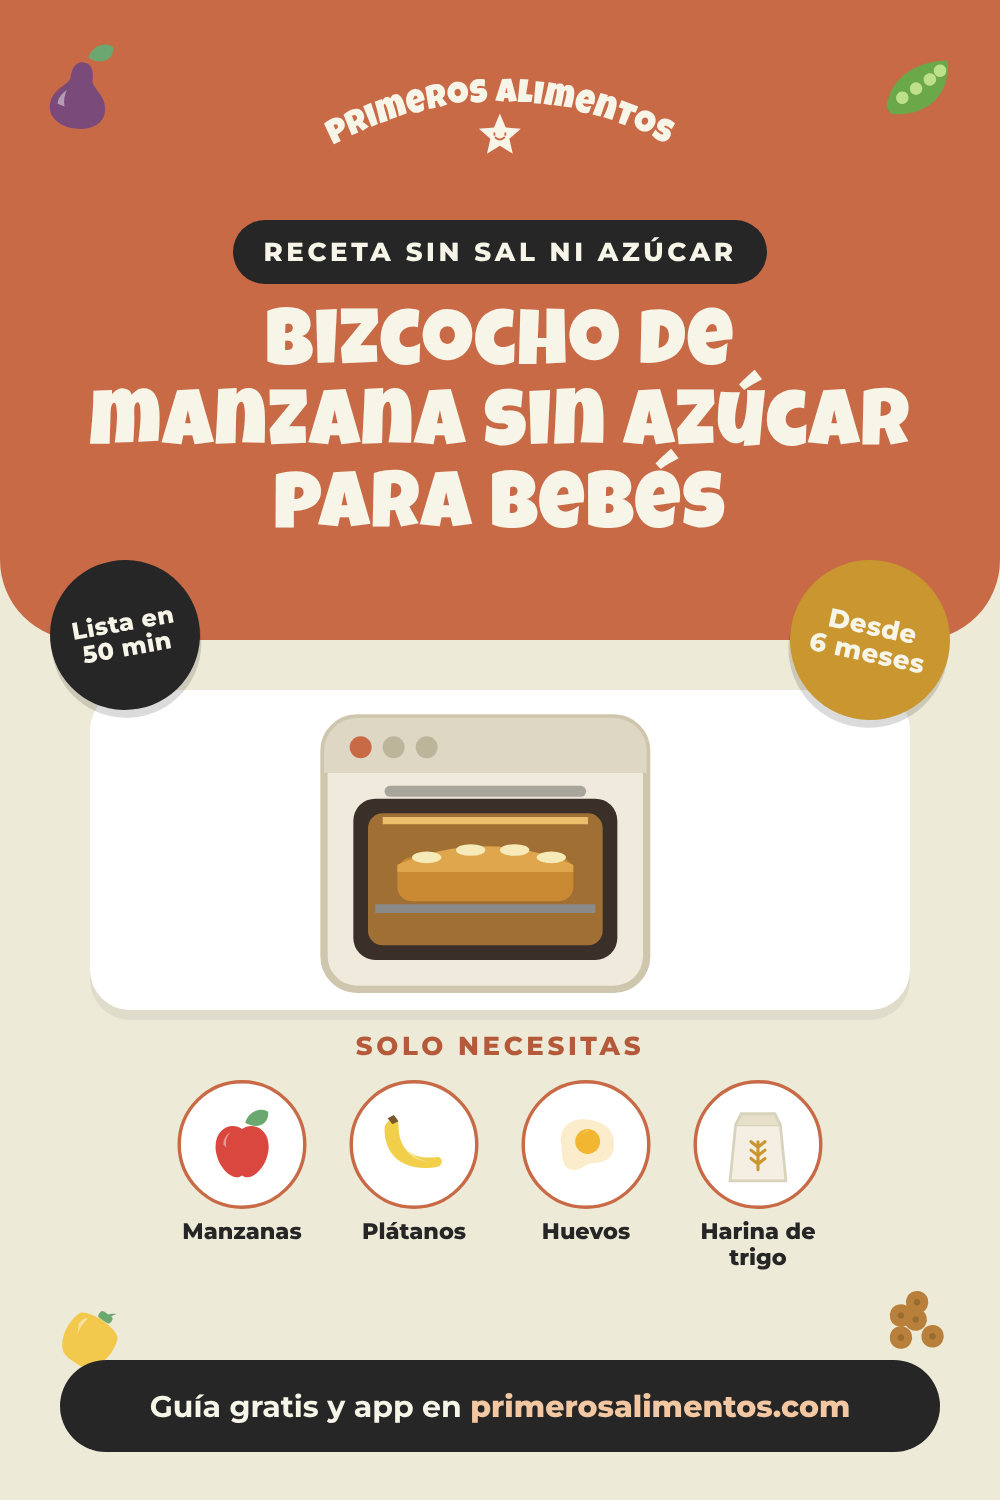 PRIMEROS ALIMENTOS
RECETA SIN SAL NI AZÚCAR
BIZCOCHO DE
MANZANA SIN AZÚCAR
PARA BEBÉS
Lista en
50 min
Desde
6 meses
SOLO NECESITAS
Manzanas
Plátanos
Huevos
Harina de
trigo
Guía gratis y app en primerosalimentos.com